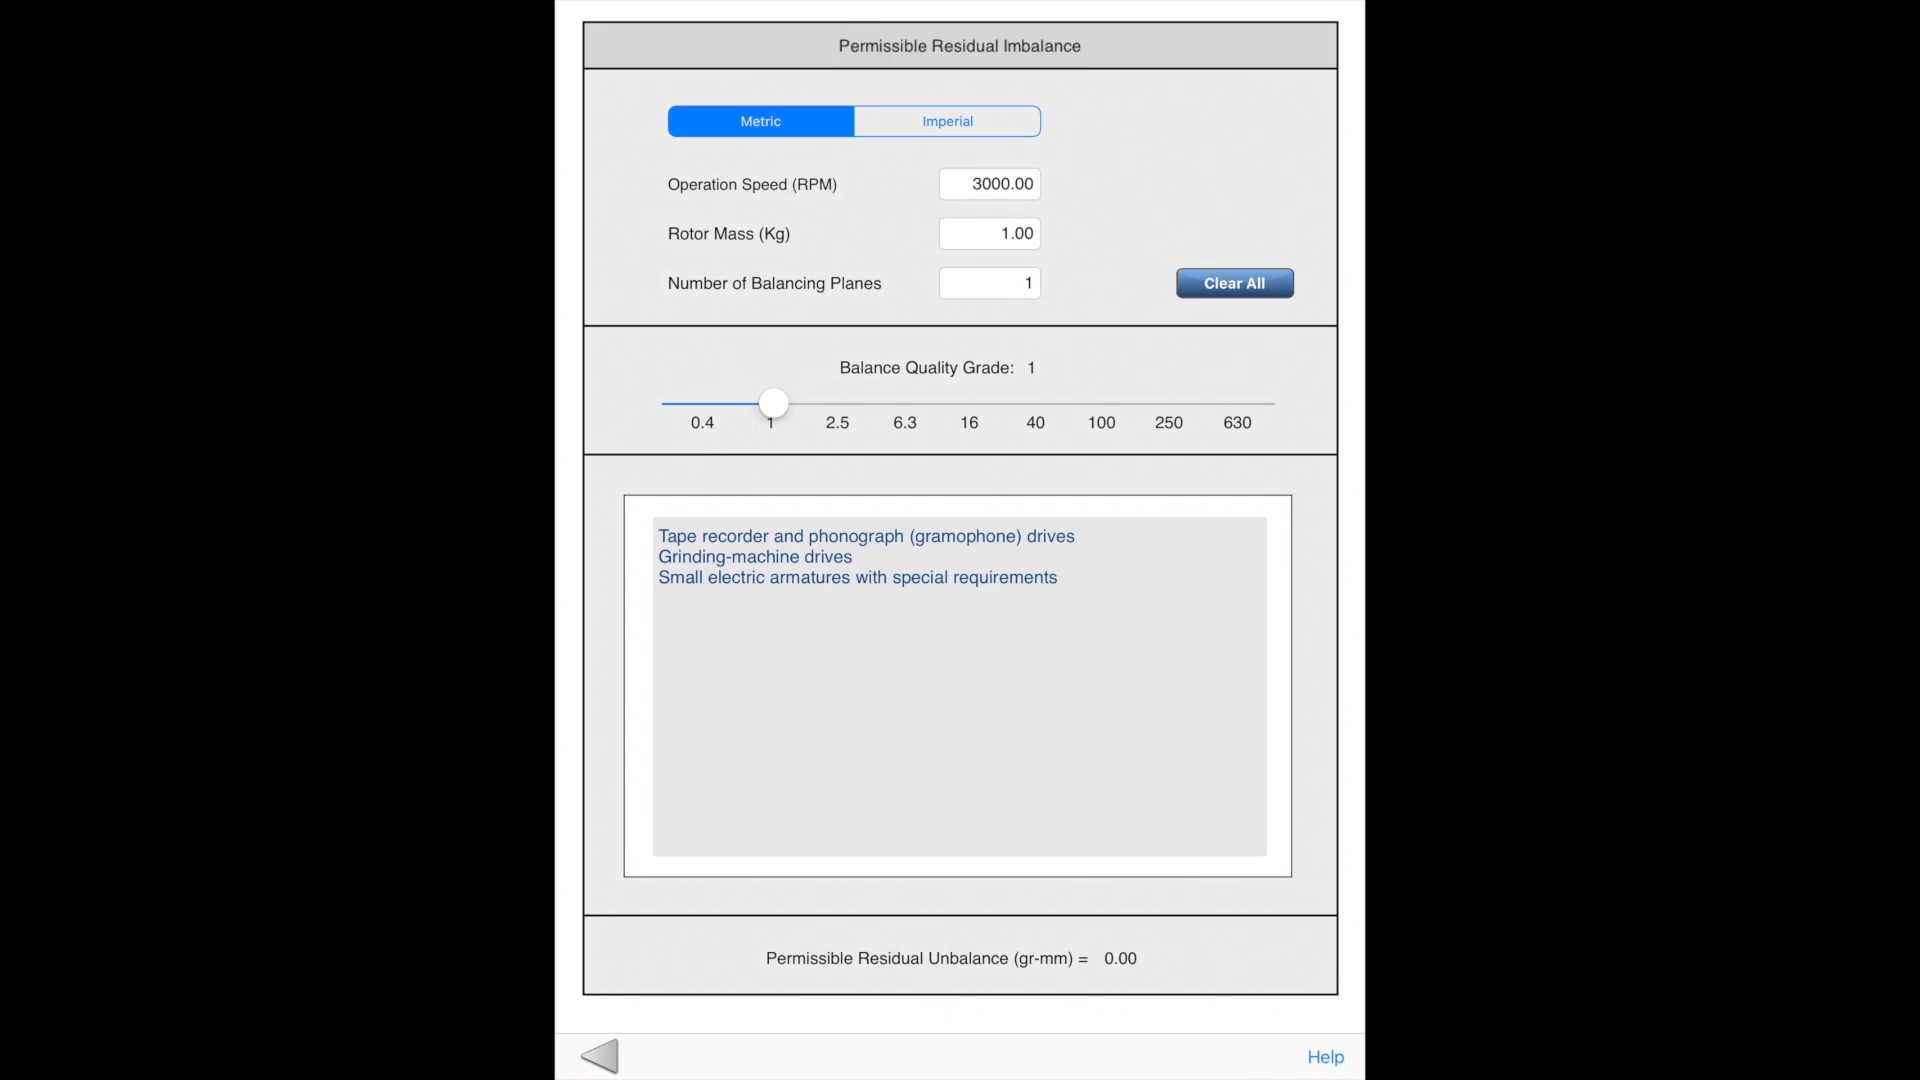 Permissible Residual Imbalance
Metric Imperial
Operation Speed (RPM) 3000.00
Rotor Mass (Kg) 1.00
Number of Balancing Planes 1 Clear All
Balance Quality Grade: 1
0.4 1 2.5 6.3 16 40 100 250 630
Tape recorder and phonograph (gramophone) drives
Grinding-machine drives
Small electric armatures with special requirements
Permissible Residual Unbalance (gr-mm) = 0.00
Help